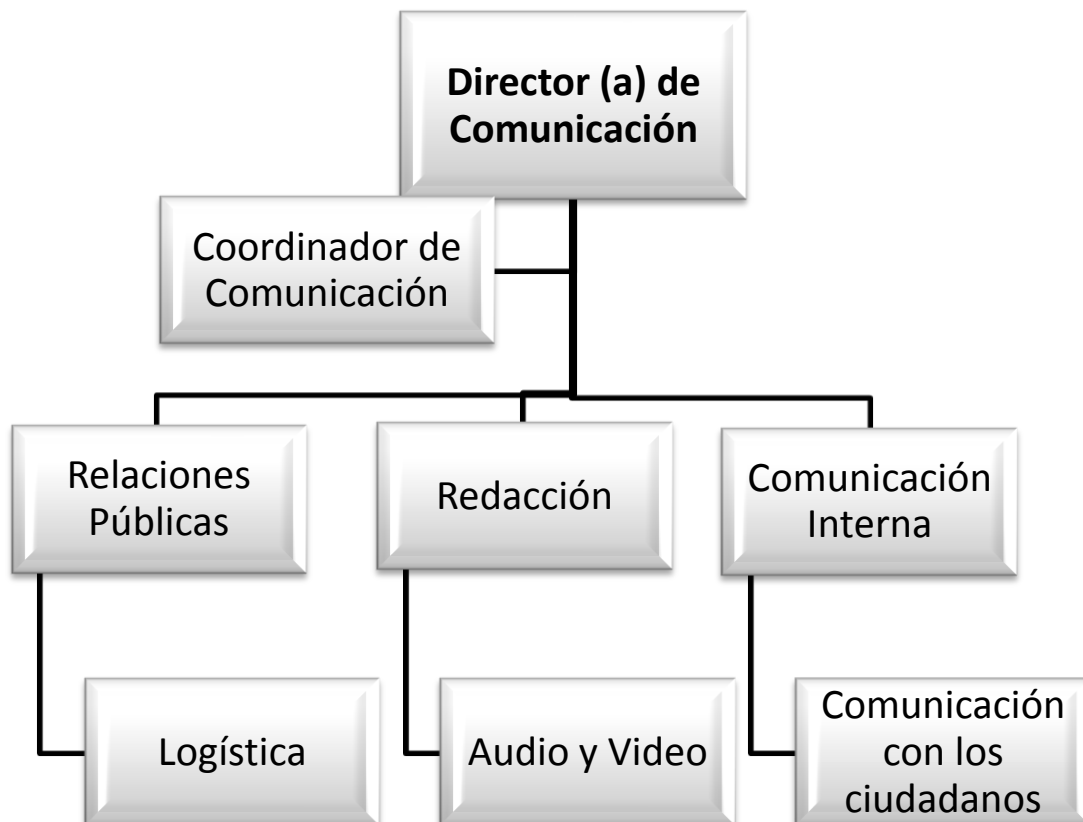 Director (a) de
Comunicación
Coordinador de
Comunicación
Relaciones
Públicas
Redacción
Comunicación
Interna
Logística
Audio y Video
Comunicación
con los
ciudadanos